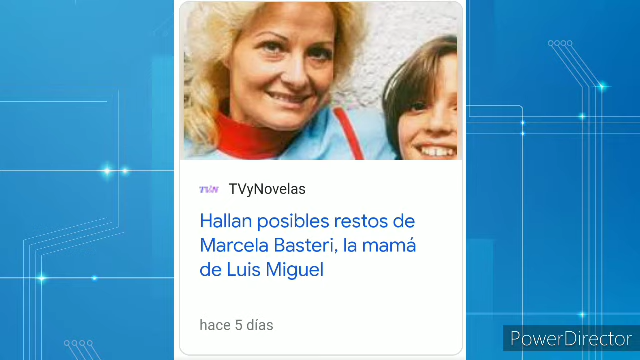 TVN TVyNovelas
Hallan posibles restos de
Marcela Basteri, la mamá
de Luis Miguel
hace 5 días
PowerDirector